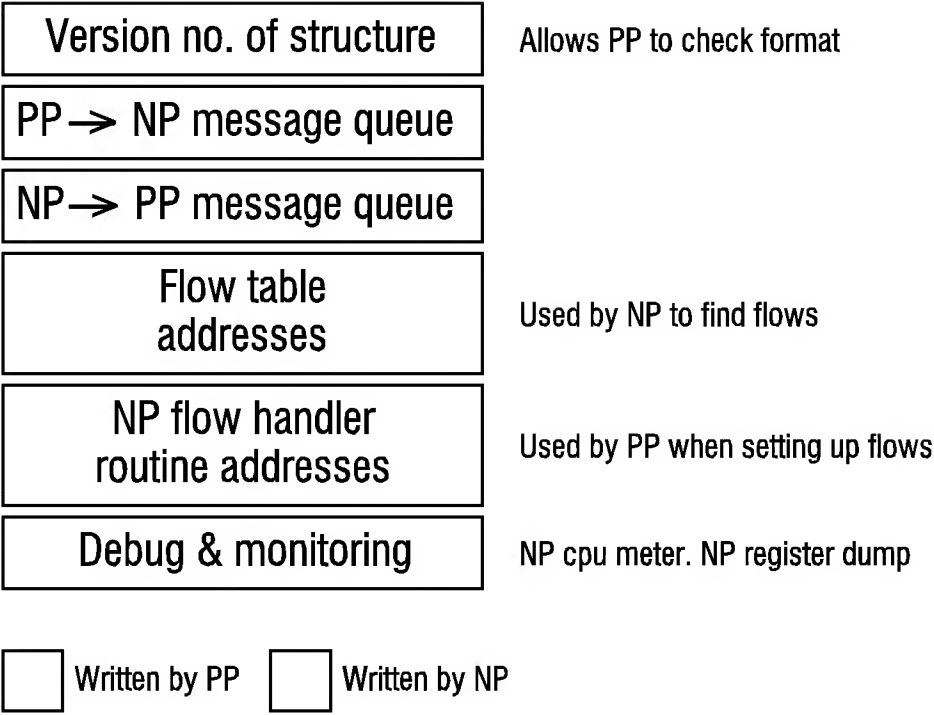 Version no. of structure
Allows PP to check format
PP → NP message queue
NP → PP message queue
Flow table
addresses
Used by NP to find flows
NP flow handler
routine addresses
Used by PP when setting up flows
Debug & monitoring
NP cpu meter. NP register dump
Written by PP
Written by NP